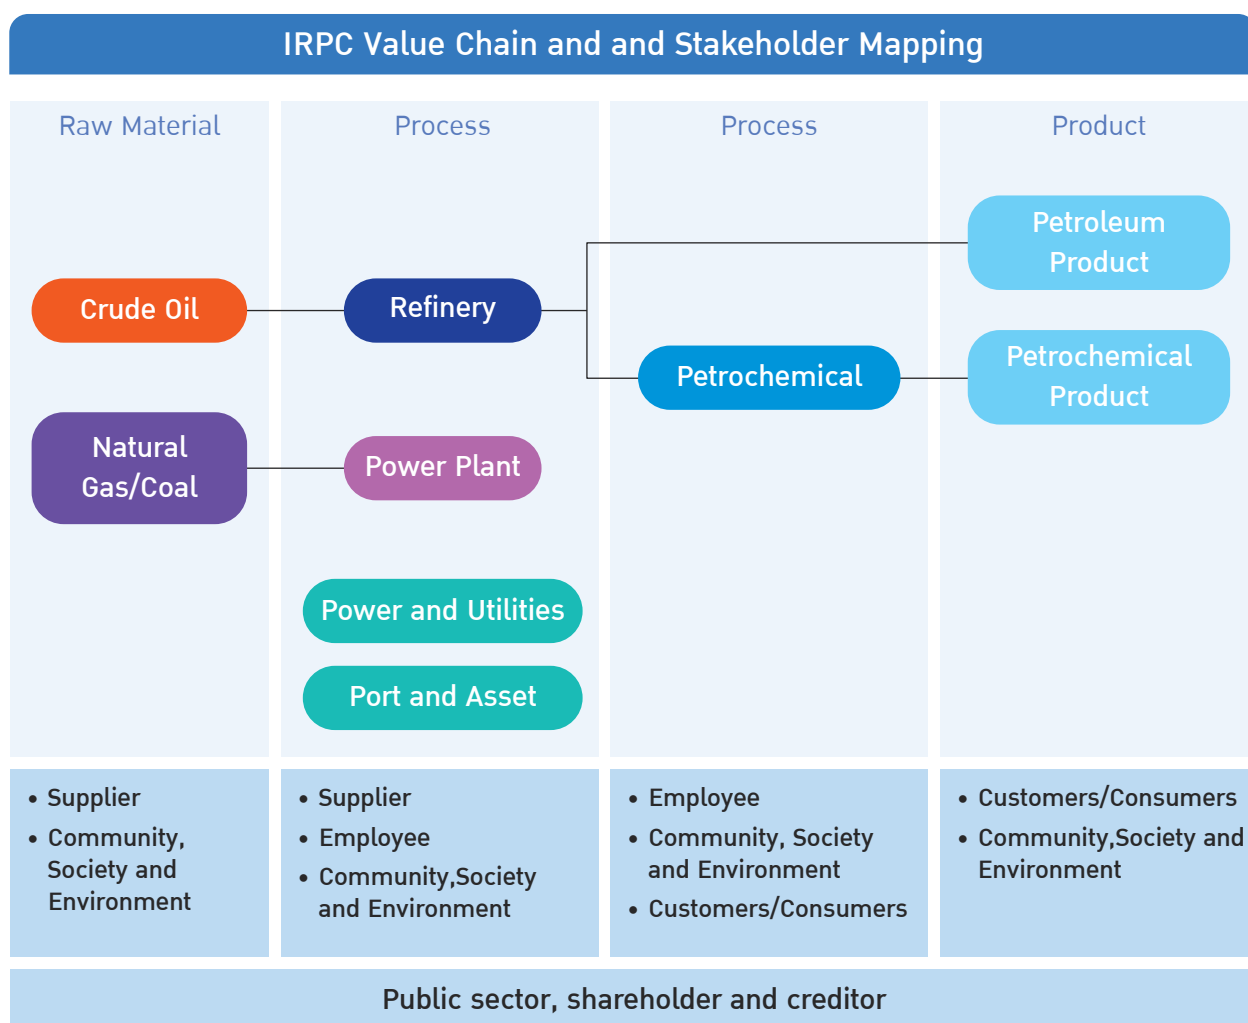 IRPC Value Chain and and Stakeholder Mapping
Raw Material
Process
Process
Product
Petroleum
Product
Crude Oil
Refinery
Petrochemical
Petrochemical
Product
Natural
Gas/Coal
Power Plant
Power and Utilities
Port and Asset
• Supplier
• Community,
Society and
Environment
• Supplier
• Employee
• Community,Society
and Environment
• Employee
• Community, Society
and Environment
• Customers/Consumers
• Customers/Consumers
• Community,Society and
Environment
Public sector, shareholder and creditor